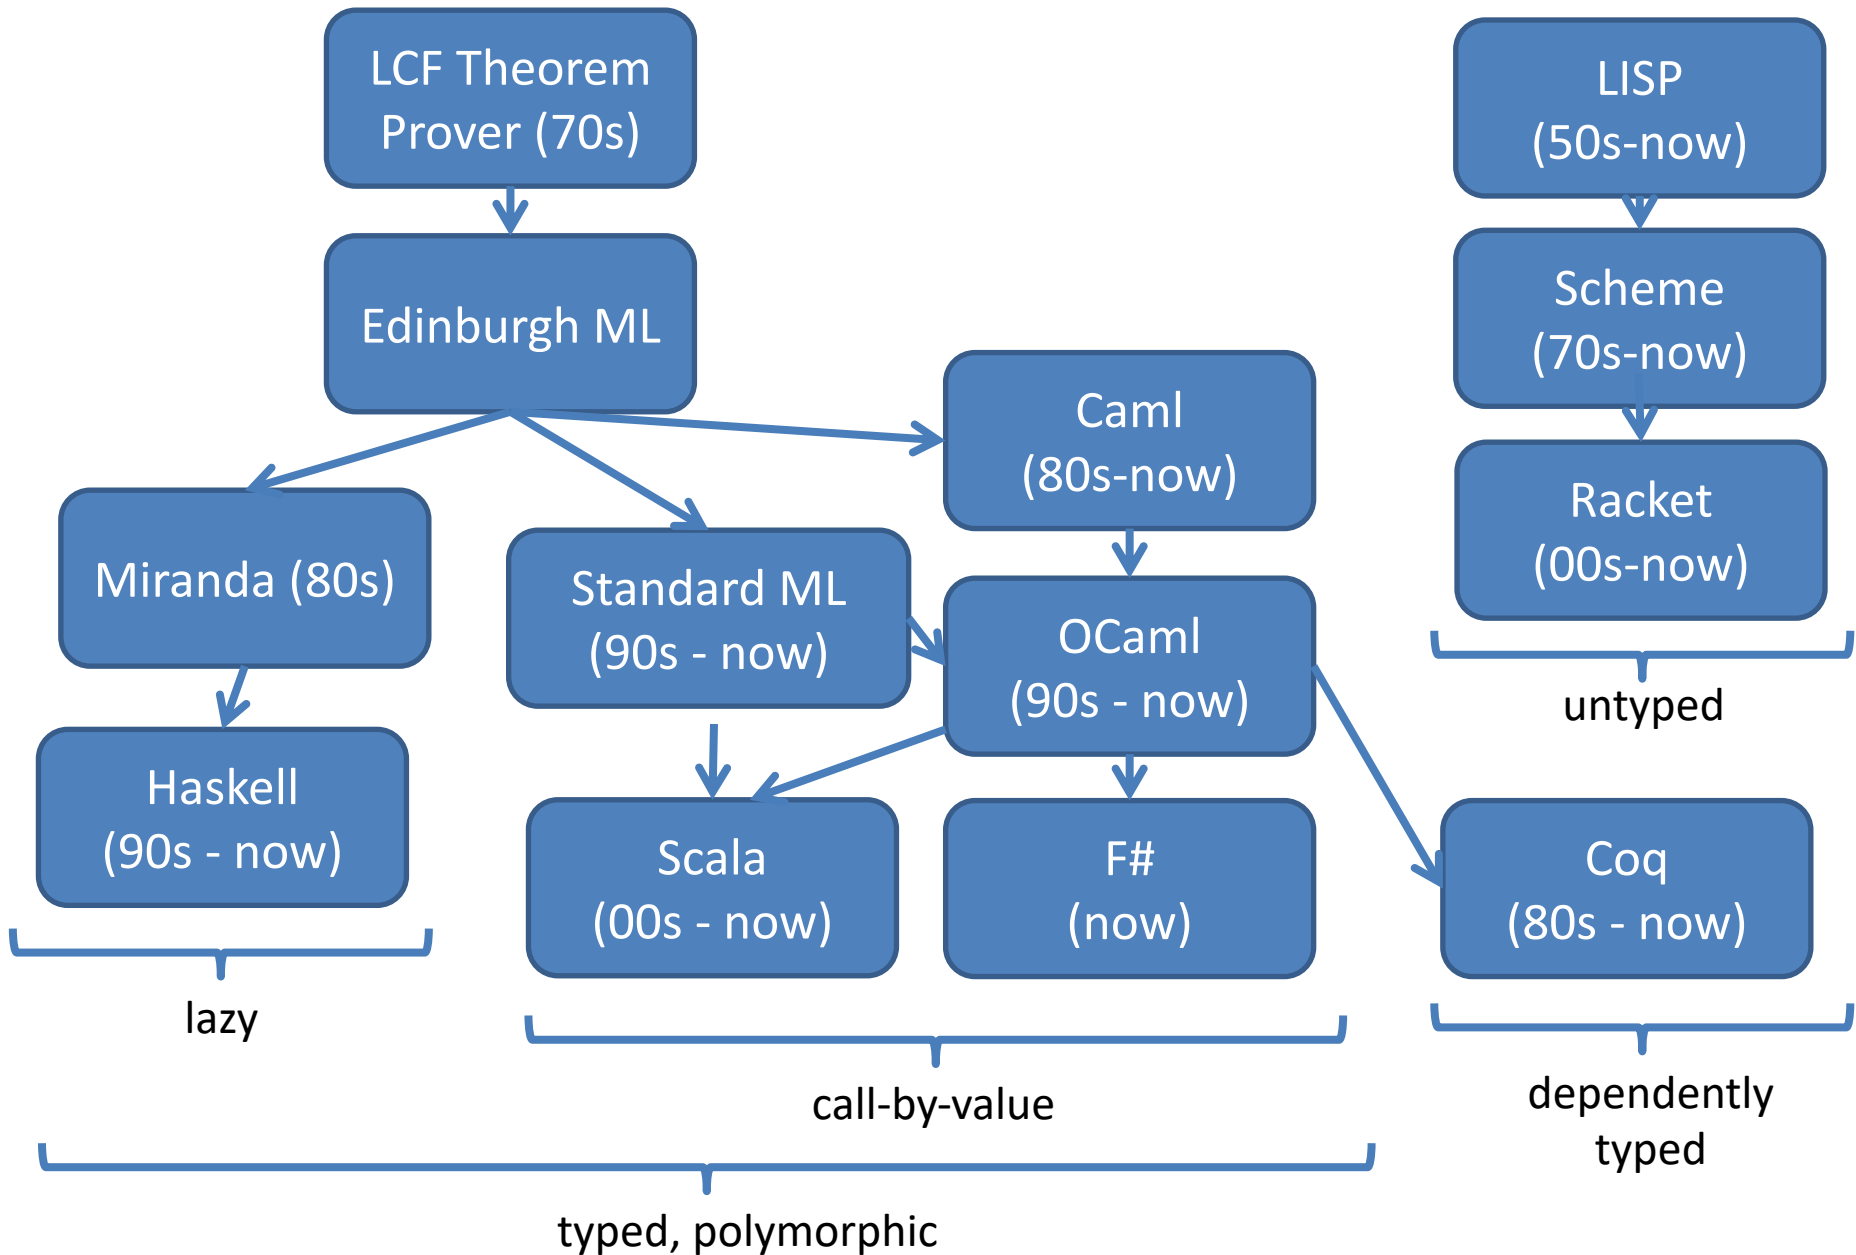 LCF Theorem
Prover (70s)
LISP
(50s-now)
Edinburgh ML
Scheme
(70s-now)
Caml
(80s-now)
Racket
(00s-now)
Miranda (80s)
Standard ML
(90s - now)
OCaml
(90s - now)
untyped
Haskell
(90s - now)
Scala
(00s - now)
F#
(now)
Coq
(80s - now)
lazy
call-by-value
dependently
typed
typed, polymorphic